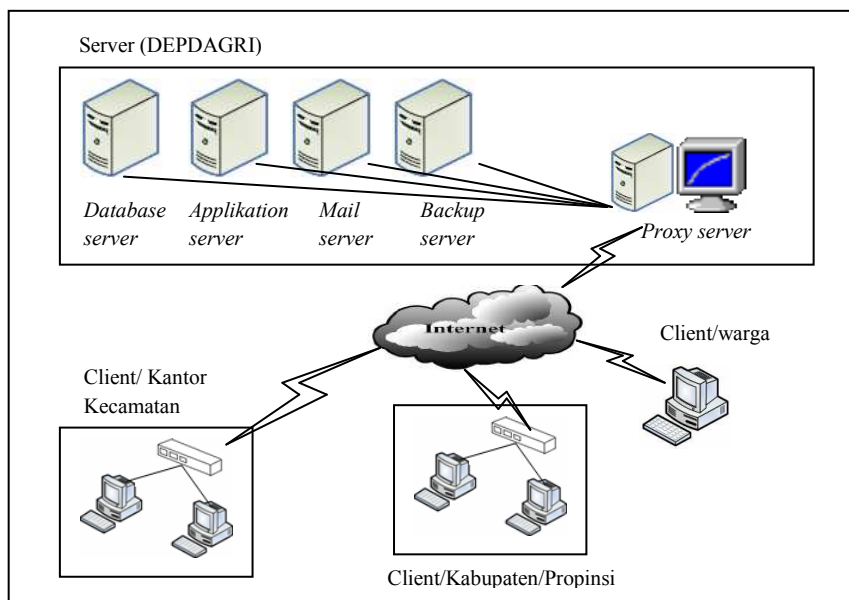 Server (DEPDAGRI)
Database server
Applikation server
Mail server
Backup server
Proxy server
Internet
Client/warga
Client/ Kantor
Kecamatan
Client/Kabupaten/Propinsi